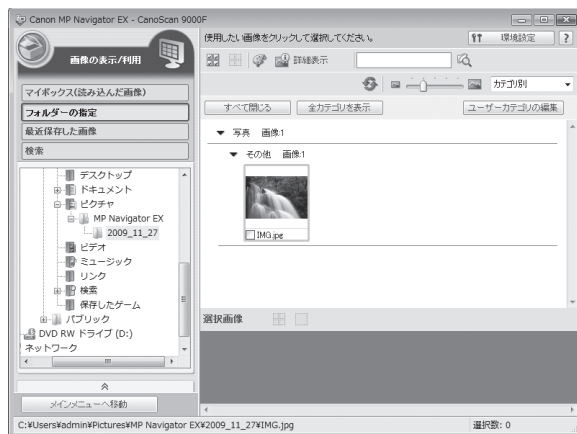 Canon MP Navigator EX - CanoScan 9000F
画像の表示/利用
使用したい画像をクリックして選択してください。
環境設定
?
詳細表示
カテゴリ別
マイボックス(読み込んだ画像)
フォルダーの指定
最近保存した画像
検索
すべて閉じる
全カテゴリを表示
ユーザーカテゴリの編集
写真 画像:1
その他 画像:1
IMG.jpg
デスクトップ
ドキュメント
ピクチャ
MP Navigator EX
2009_11_27
ビデオ
ミュージック
リンク
検索
保存したゲーム
パブリック
DVD RW ドライブ (D:)
ネットワーク
選択画像
メインメニューへ移動
C:¥Users¥admin¥Pictures¥MP Navigator EX¥2009_11_27¥IMG.jpg
選択数: 0